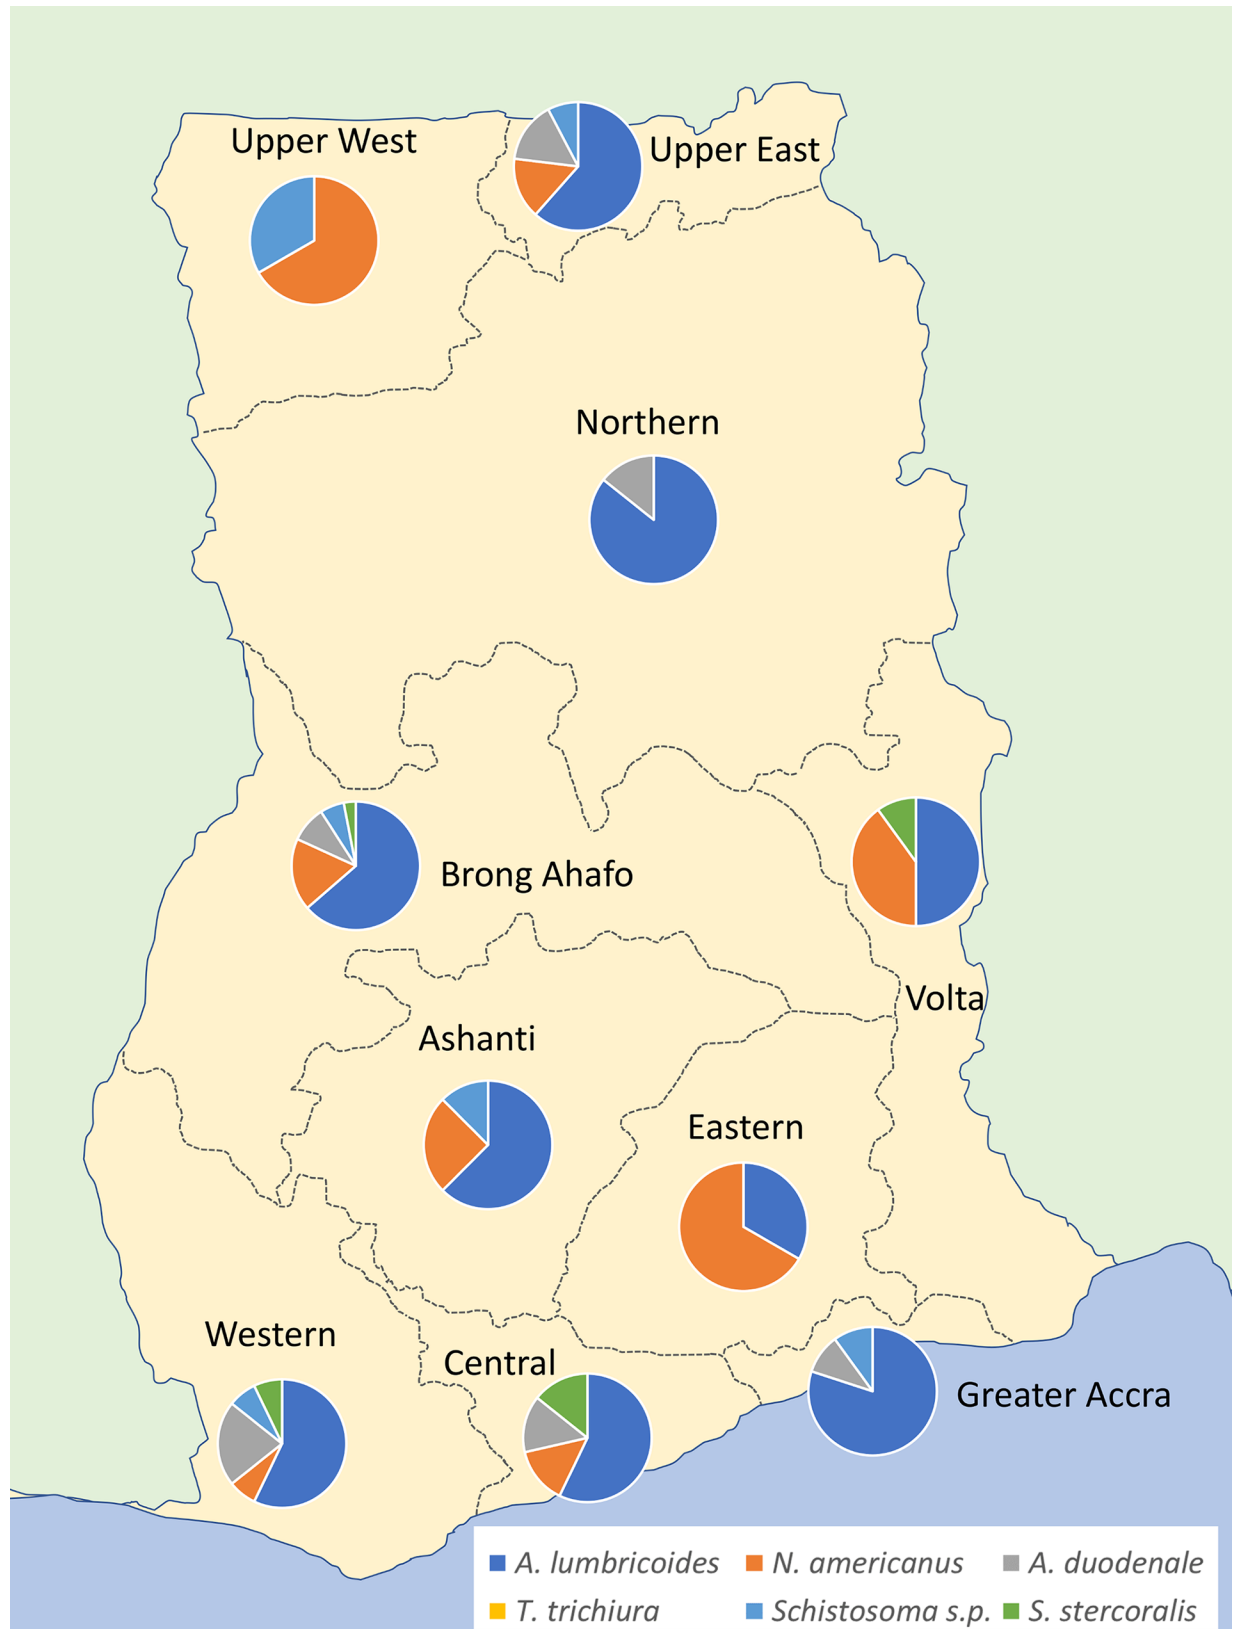 Upper West
Upper East
Northern
Brong Ahafo
Volta
Ashanti
Eastern
Western
Central
Greater Accra
A. lumbricoides N. americanus A. duodenale
T. trichiura Schistosoma s.p. S. stercoralis